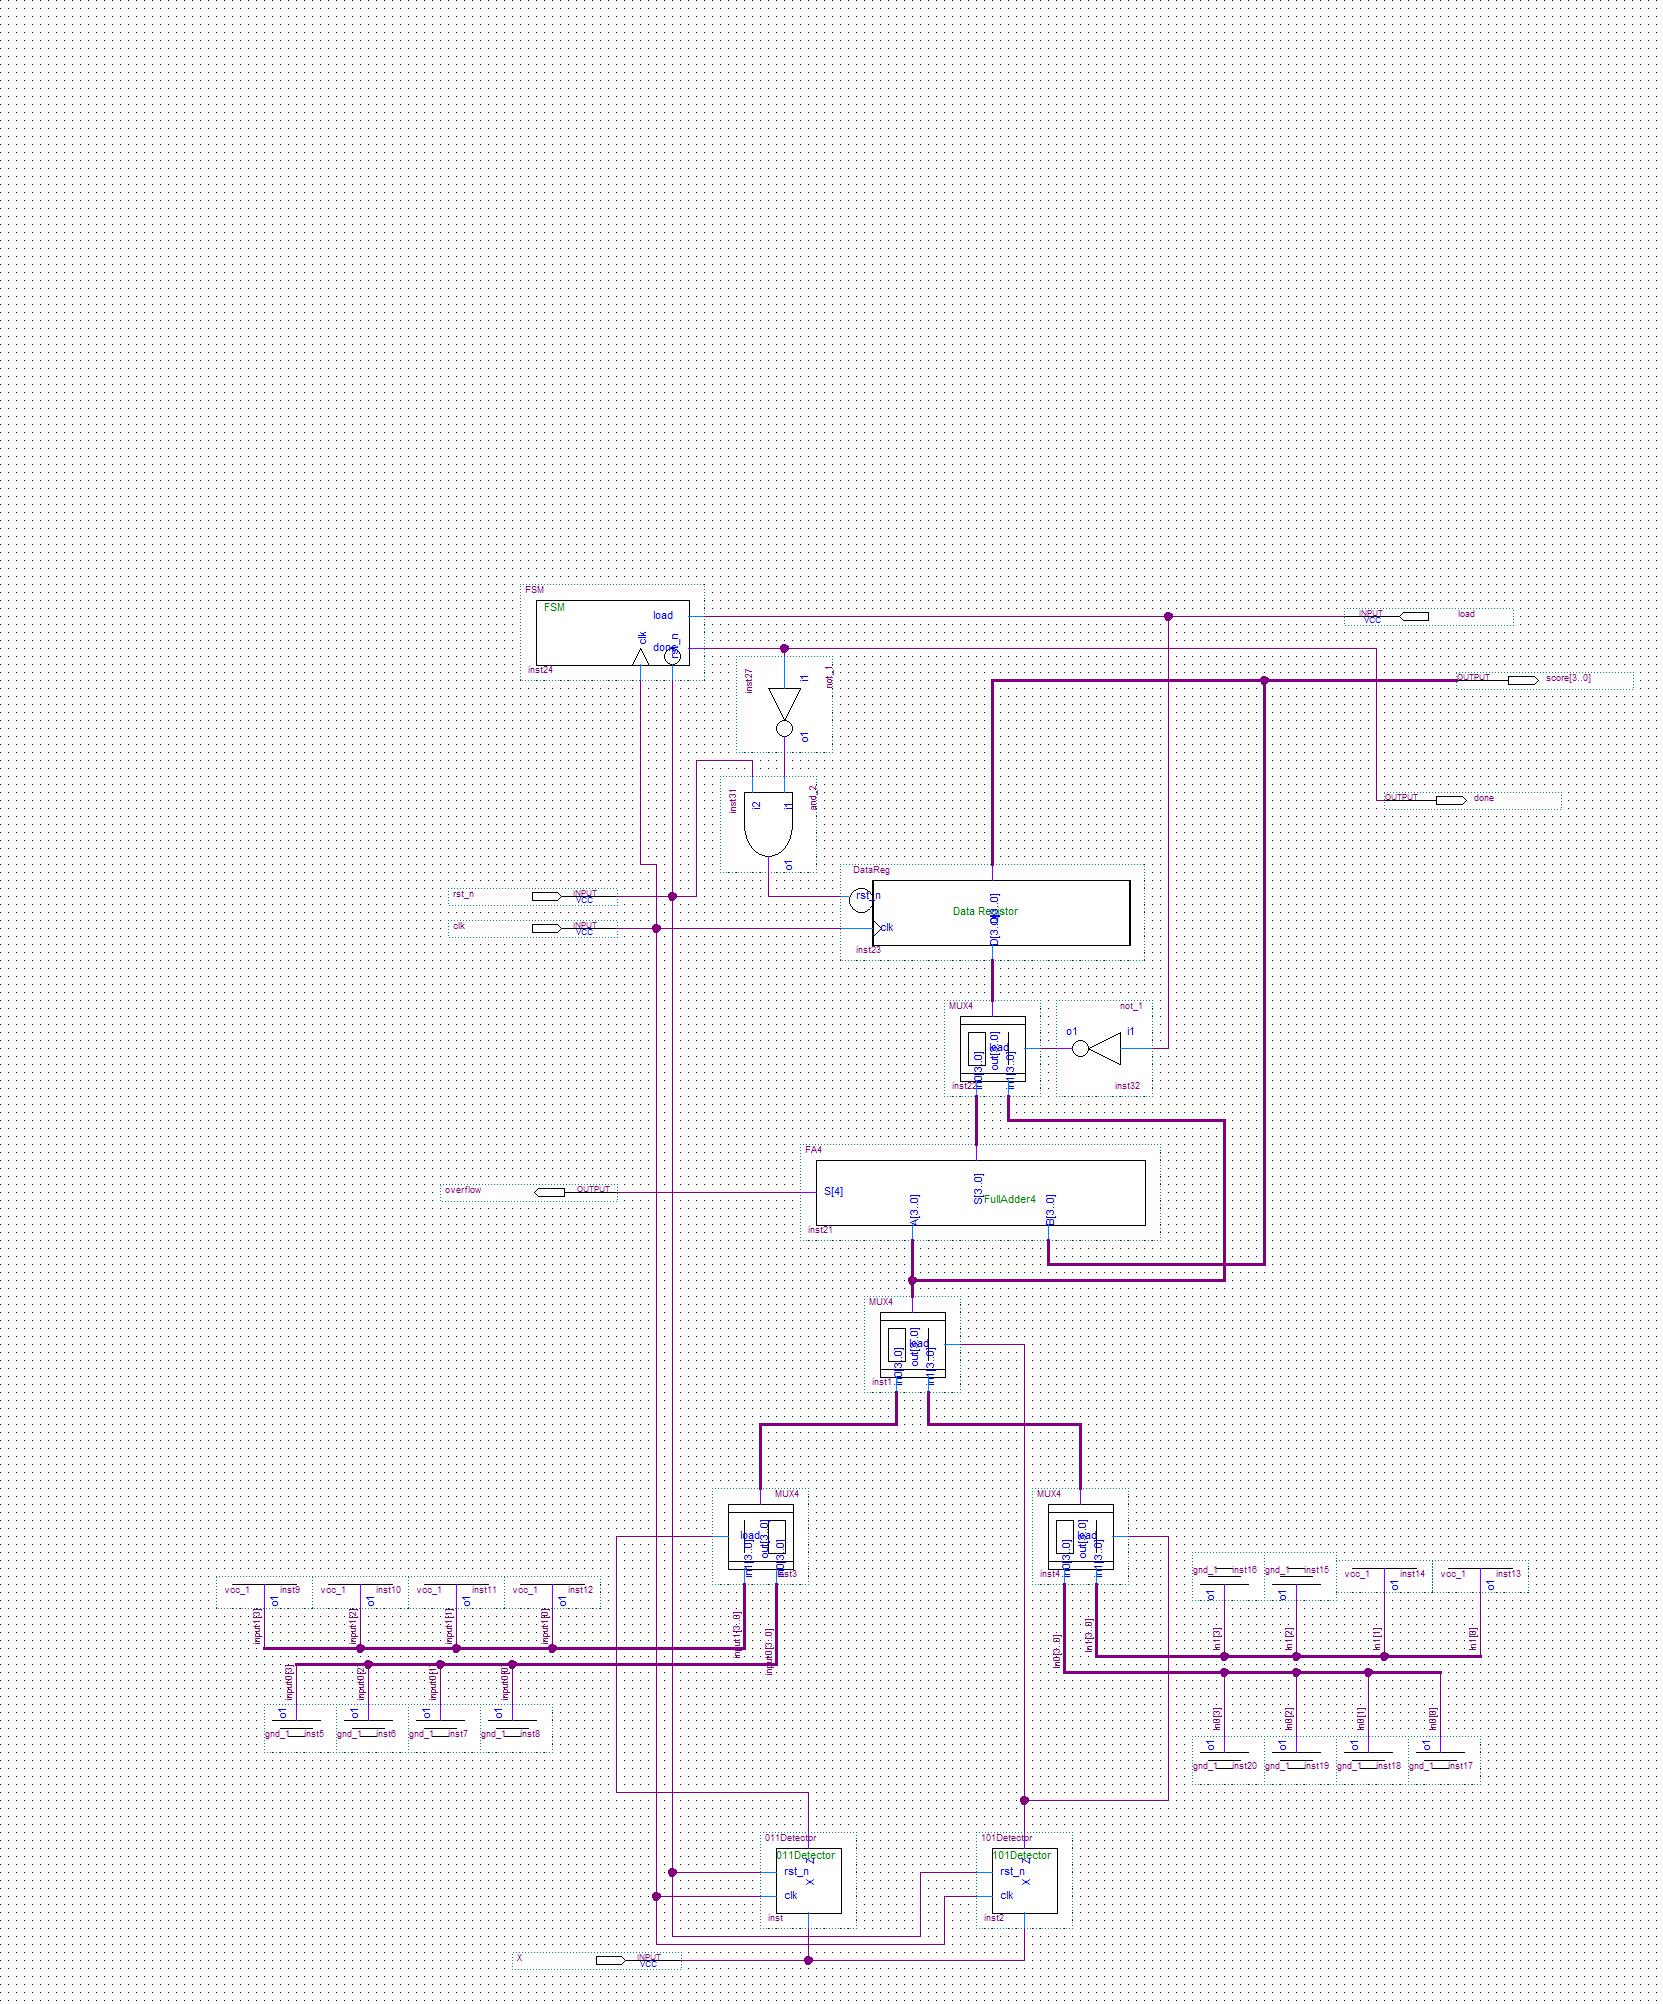 FSM
FSM
load
clk
done
rst_n
inst24
INPUT
VCC
load
inst27
i1
not_1
o1
OUTPUT
score[3..0]
inst31
i2
i1
and_2
o1
OUTPUT
done
rst_n
INPUT
VCC
clk
INPUT
VCC
DataReg
rst_n
Data Registor
clk
D[3..0]
inst23
MUX4
load
out[3..0]
in0[3..0]
in1[3..0]
inst22
not_1
o1
i1
inst32
FA4
S[4]
S[3..0]
FullAdder4
A[3..0]
B[3..0]
inst21
overflow
OUTPUT
MUX4
load
out[3..0]
in0[3..0]
in1[3..0]
inst1
MUX4
load
out[3..0]
in1[3..0]
in0[3..0]
inst3
MUX4
load
out[3..0]
in0[3..0]
in1[3..0]
inst4
vcc_1
inst9
o1
vcc_1
inst10
o1
vcc_1
inst11
o1
vcc_1
inst12
o1
input1[3]
input1[2]
input1[1]
input1[0]
input1[3..0]
input0[3..0]
input0[3]
input0[2]
input0[1]
input0[0]
o1
gnd_1
inst5
o1
gnd_1
inst6
o1
gnd_1
inst7
o1
gnd_1
inst8
gnd_1
inst16
o1
gnd_1
inst15
o1
vcc_1
inst14
o1
vcc_1
inst13
o1
In1[3]
In1[2]
In1[1]
In1[0]
In1[3..0]
In0[3..0]
In0[3]
In0[2]
In0[1]
In0[0]
o1
gnd_1
inst20
o1
gnd_1
inst19
o1
gnd_1
inst18
o1
gnd_1
inst17
011Detector
011Detector
Z
rst_n
X
clk
inst
101Detector
101Detector
Z
rst_n
X
clk
inst2
X
INPUT
VCC